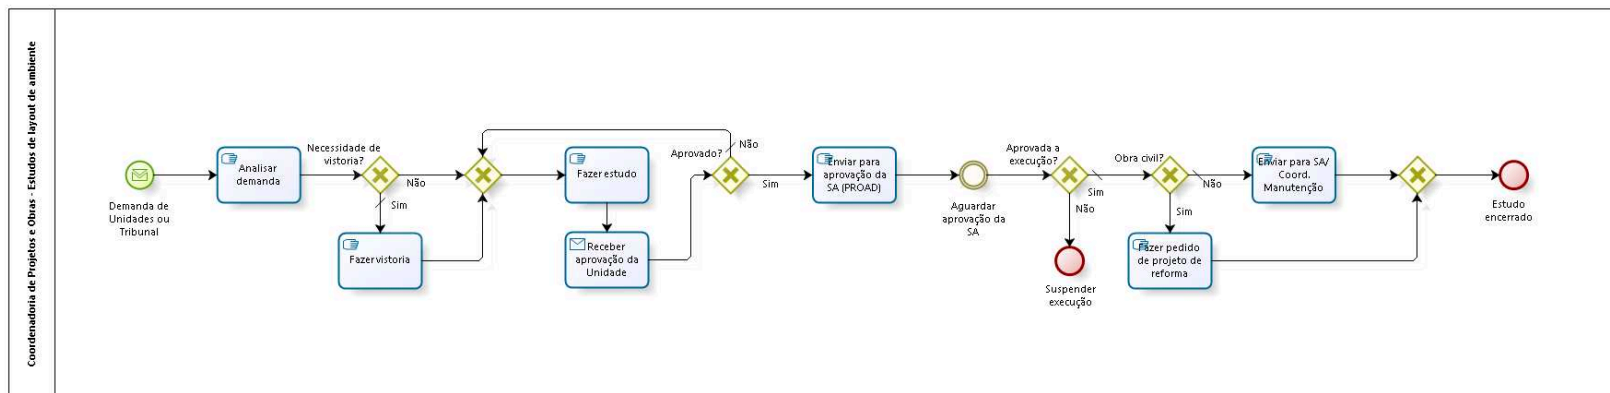 Coordenadoria de Projetos e Obras - Estudos de layout de ambiente
Demanda de
Unidades ou
Tribunal
Analisar
demanda
Necessidade de
vistoria?
Não
Sim
Fazer vistoria
Fazer estudo
Receber
aprovação da
Unidade
Aprovado?
Não
Sim
Enviar para
aprovação da
SA (PROAD)
Aguardar
aprovação da
SA
Aprovada a
execução?
Sim
Não
Suspender
execução
Obra civil?
Não
Sim
Enviar para SA/
Coord.
Manutenção
Fazer pedido
de projeto de
reforma
Estudo
encerrado